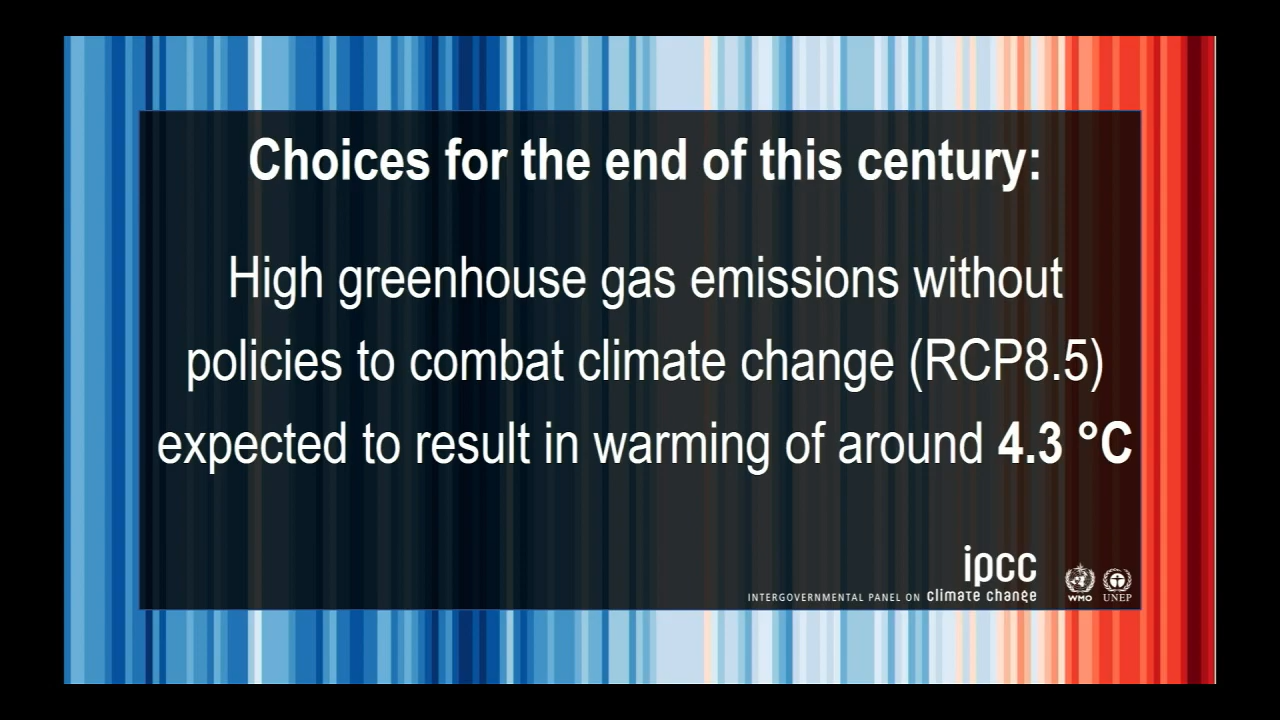 Choices for the end of this century:
High greenhouse gas emissions without
policies to combat climate change (RCP8.5)
expected to result in warming of around 4.3 °C
ipcc
INTERGOVERNMENTAL PANEL ON climate change
WMO UNEP